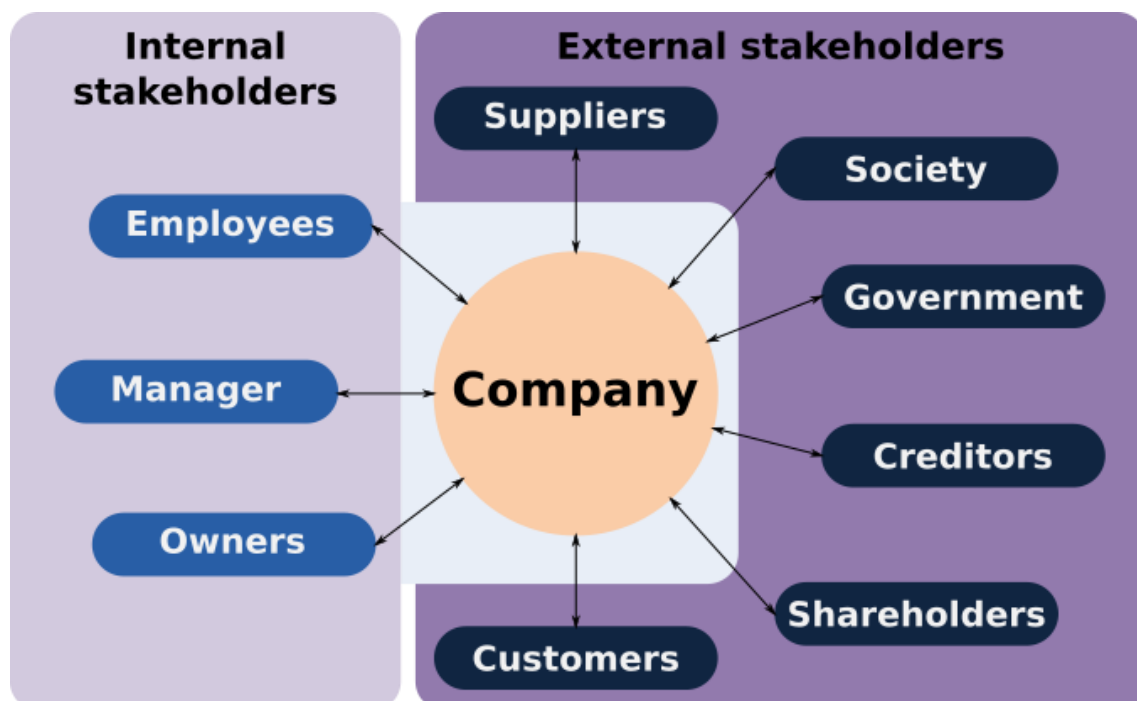 Internal
stakeholders
External stakeholders
Suppliers
Society
Employees
Government
Manager
Company
Creditors
Owners
Shareholders
Customers